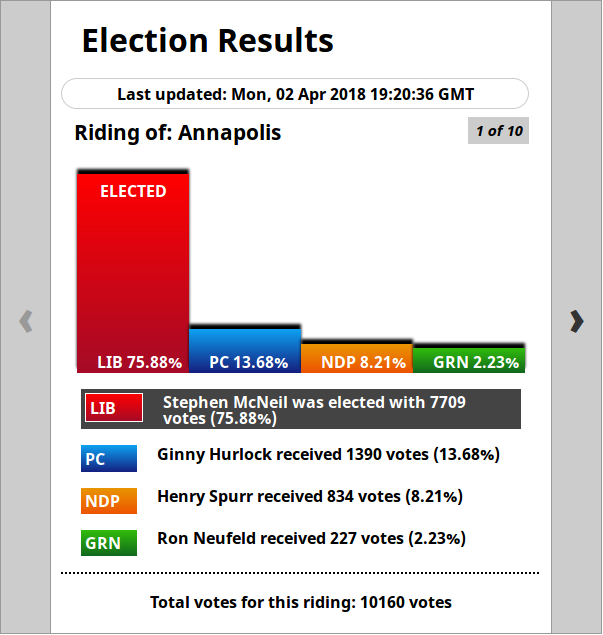 Election Results
Last updated: Mon, 02 Apr 2018 19:20:36 GMT
Riding of: Annapolis
1 of 10
ELECTED
LIB 75.88%
PC 13.68%
NDP 8.21%
GRN 2.23%
LIB
Stephen McNeil was elected with 7709
votes (75.88%)
PC
Ginny Hurlock received 1390 votes (13.68%)
NDP
Henry Spurr received 834 votes (8.21%)
GRN
Ron Neufeld received 227 votes (2.23%)
Total votes for this riding: 10160 votes